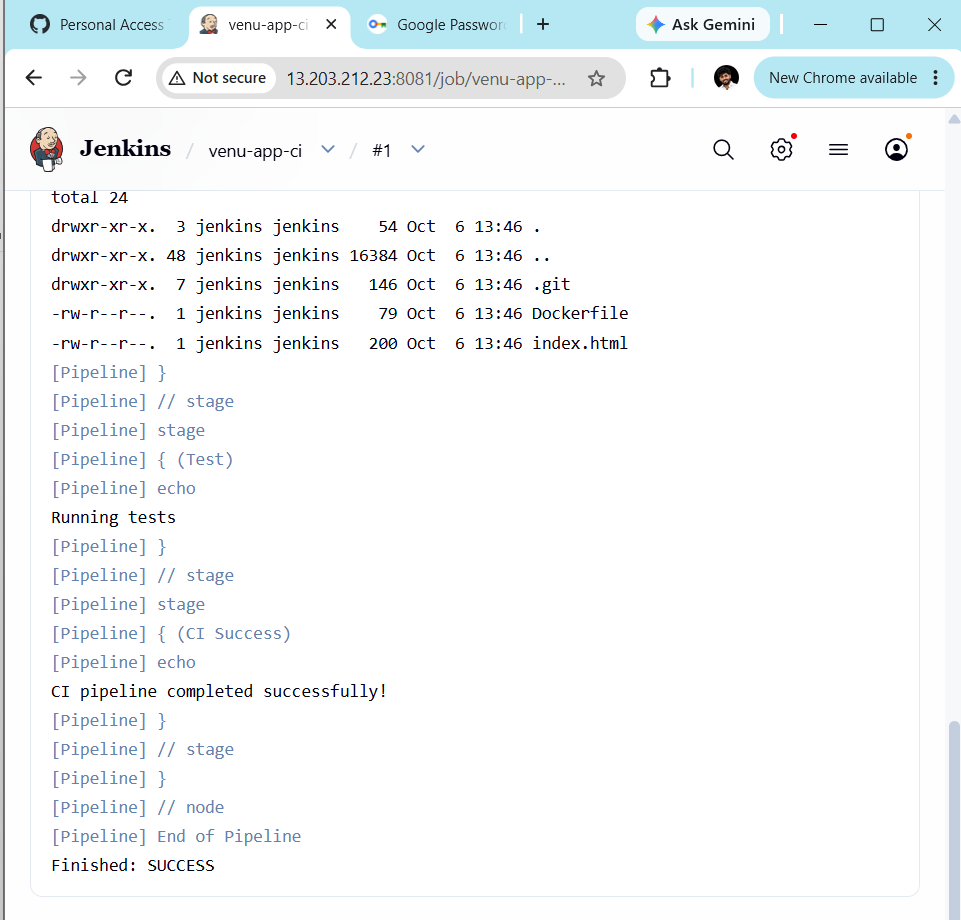 Personal Access
venu-app-ci
Google Passwor
Ask Gemini
Not secure
13.203.212.23:8081/job/venu-app-...
New Chrome available
Jenkins / venu-app-ci / #1
total 24
drwxr-xr-x.  3 jenkins jenkins    54 Oct  6 13:46 .
drwxr-xr-x. 48 jenkins jenkins 16384 Oct  6 13:46 ..
drwxr-xr-x.  7 jenkins jenkins   146 Oct  6 13:46 .git
-rw-r--r--.  1 jenkins jenkins    79 Oct  6 13:46 Dockerfile
-rw-r--r--.  1 jenkins jenkins   200 Oct  6 13:46 index.html
[Pipeline] }
[Pipeline] // stage
[Pipeline] stage
[Pipeline] { (Test)
[Pipeline] echo
Running tests
[Pipeline] }
[Pipeline] // stage
[Pipeline] stage
[Pipeline] { (CI Success)
[Pipeline] echo
CI pipeline completed successfully!
[Pipeline] }
[Pipeline] // stage
[Pipeline] }
[Pipeline] // node
[Pipeline] End of Pipeline
Finished: SUCCESS